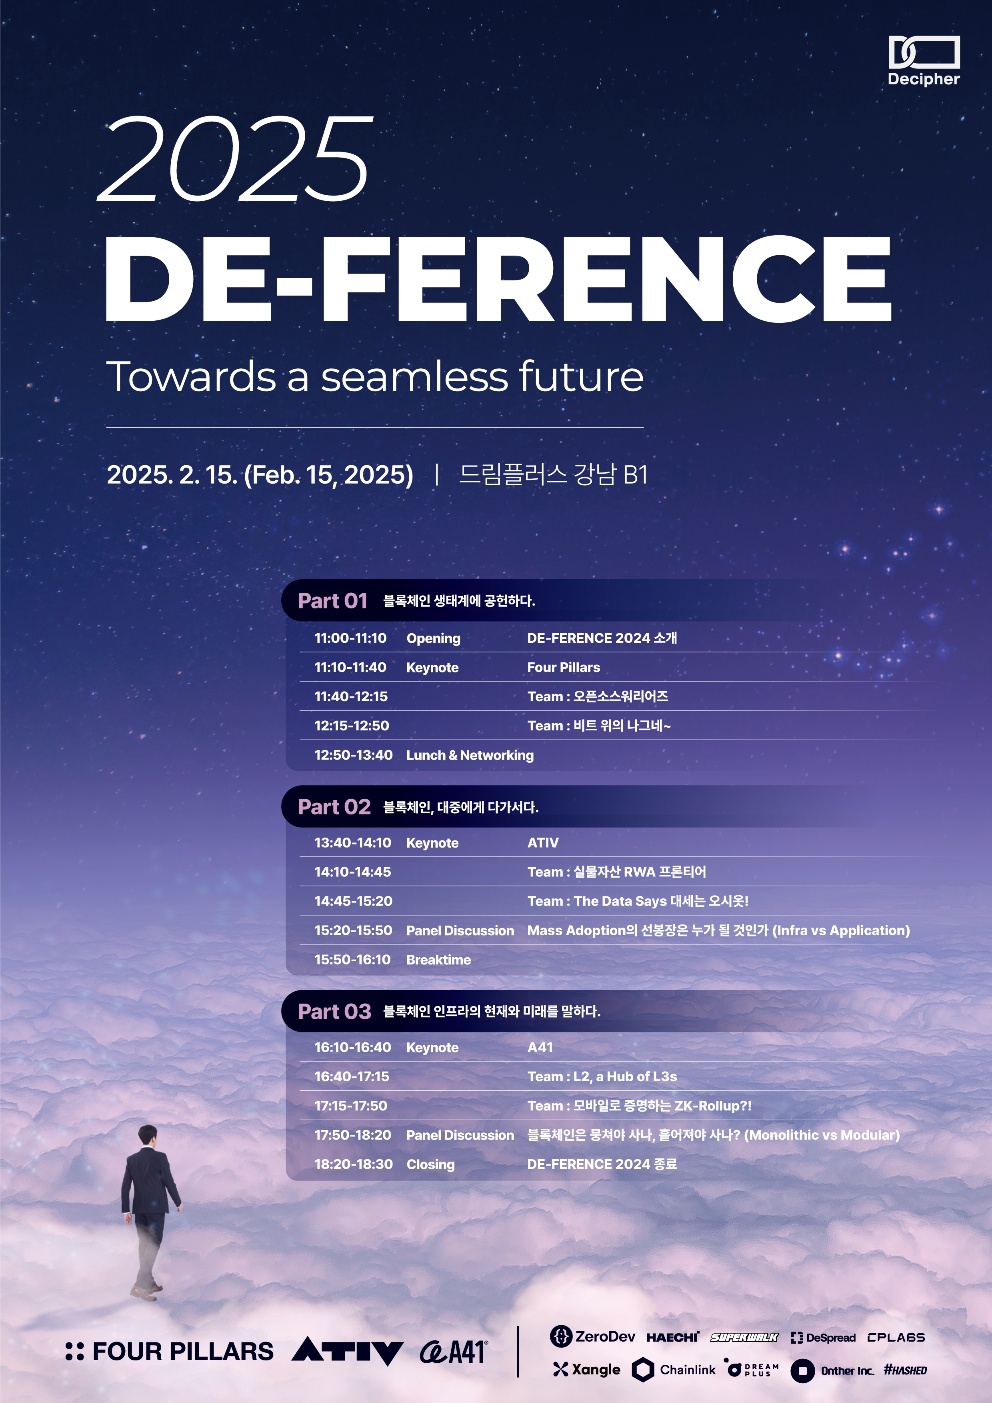 Decipher
2025
DE-FERENCE
Towards a seamless future
2025. 2. 15. (Feb. 15, 2025) | 드림플러스 강남 B1
Part 01 블록체인 생태계에 공헌하다.
11:00-11:10 Opening DE-FERENCE 2024 소개
11:10-11:40 Keynote Four Pillars
11:40-12:15 Team : 오픈소스워리어즈
12:15-12:50 Team : 비트 위의 나그네~
12:50-13:40 Lunch & Networking
Part 02 블록체인, 대중에게 다가서다.
13:40-14:10 Keynote ATIV
14:10-14:45 Team : 실물자산 RWA 프론티어
14:45-15:20 Team : The Data Says 대세는 오시옷!
15:20-15:50 Panel Discussion Mass Adoption의 선봉장은 누가 될 것인가 (Infra vs Application)
15:50-16:10 Breaktime
Part 03 블록체인 인프라의 현재와 미래를 말하다.
16:10-16:40 Keynote A41
16:40-17:15 Team : L2, a Hub of L3s
17:15-17:50 Team : 모바일로 증명하는 ZK-Rollup?!
17:50-18:20 Panel Discussion 블록체인은 뭉쳐야 사나, 흩어져야 사나? (Monolithic vs Modular)
18:20-18:30 Closing DE-FERENCE 2024 종료
FOUR PILLARS ATIV A41
ZeroDev HAECHI SUPERWALK DeSpread CPLABS
Xangle Chainlink DREAM PLUS Onther Inc. #HASHED